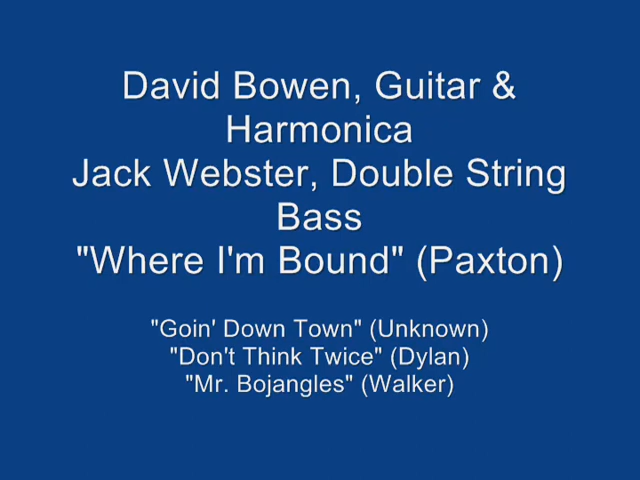 David Bowen, Guitar &
Harmonica
Jack Webster, Double String
Bass
"Where I'm Bound" (Paxton)
"Goin' Down Town" (Unknown)
"Don't Think Twice" (Dylan)
"Mr. Bojangles" (Walker)